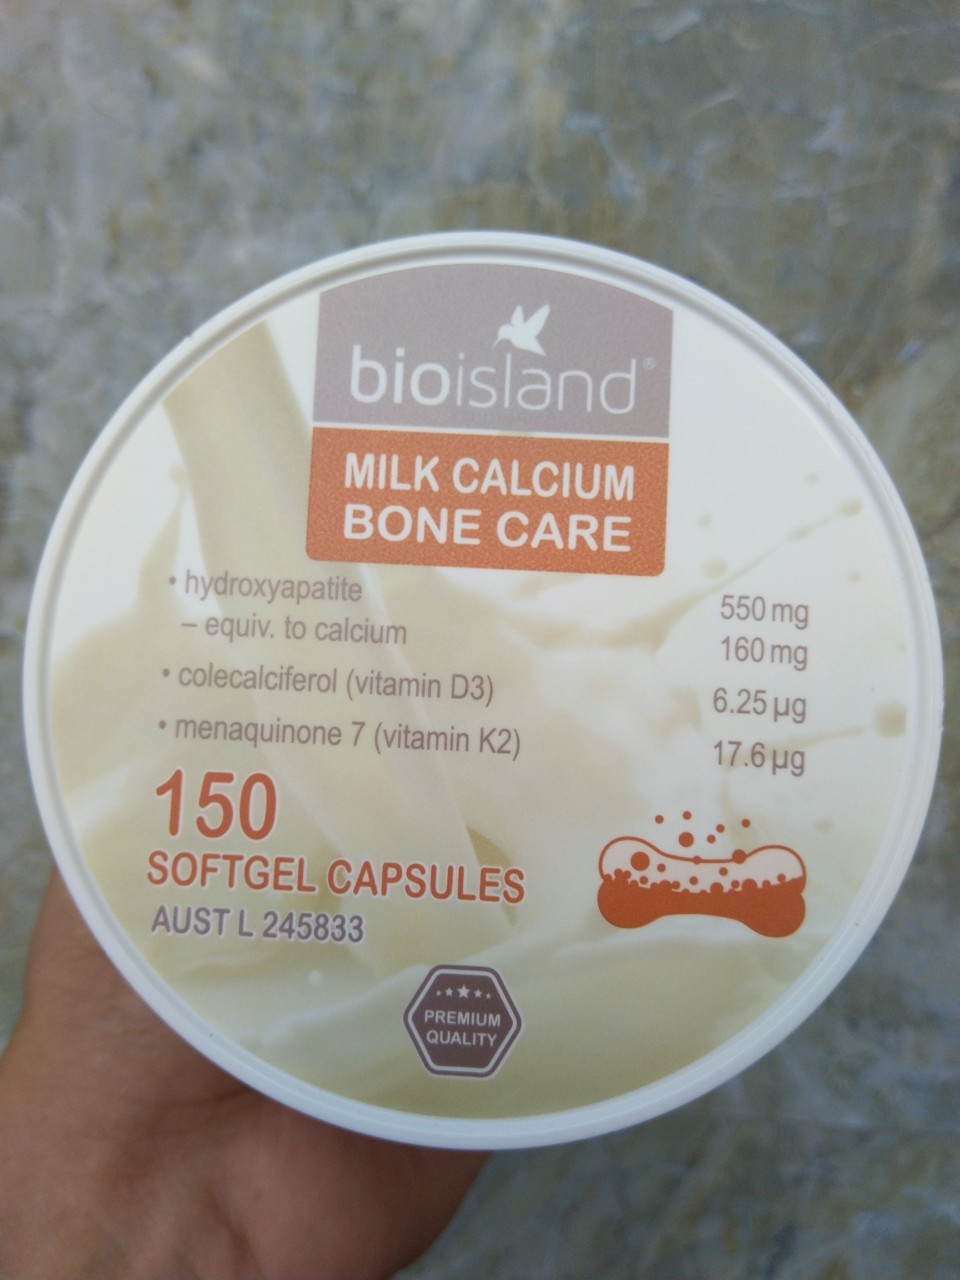 bioisland®
MILK CALCIUM
BONE CARE
• hydroxyapatite 550 mg
– equiv. to calcium 160 mg
• colecalciferol (vitamin D3) 6.25 µg
• menaquinone 7 (vitamin K2) 17.6 µg
150
SOFTGEL CAPSULES
AUST L 245833
PREMIUM
QUALITY